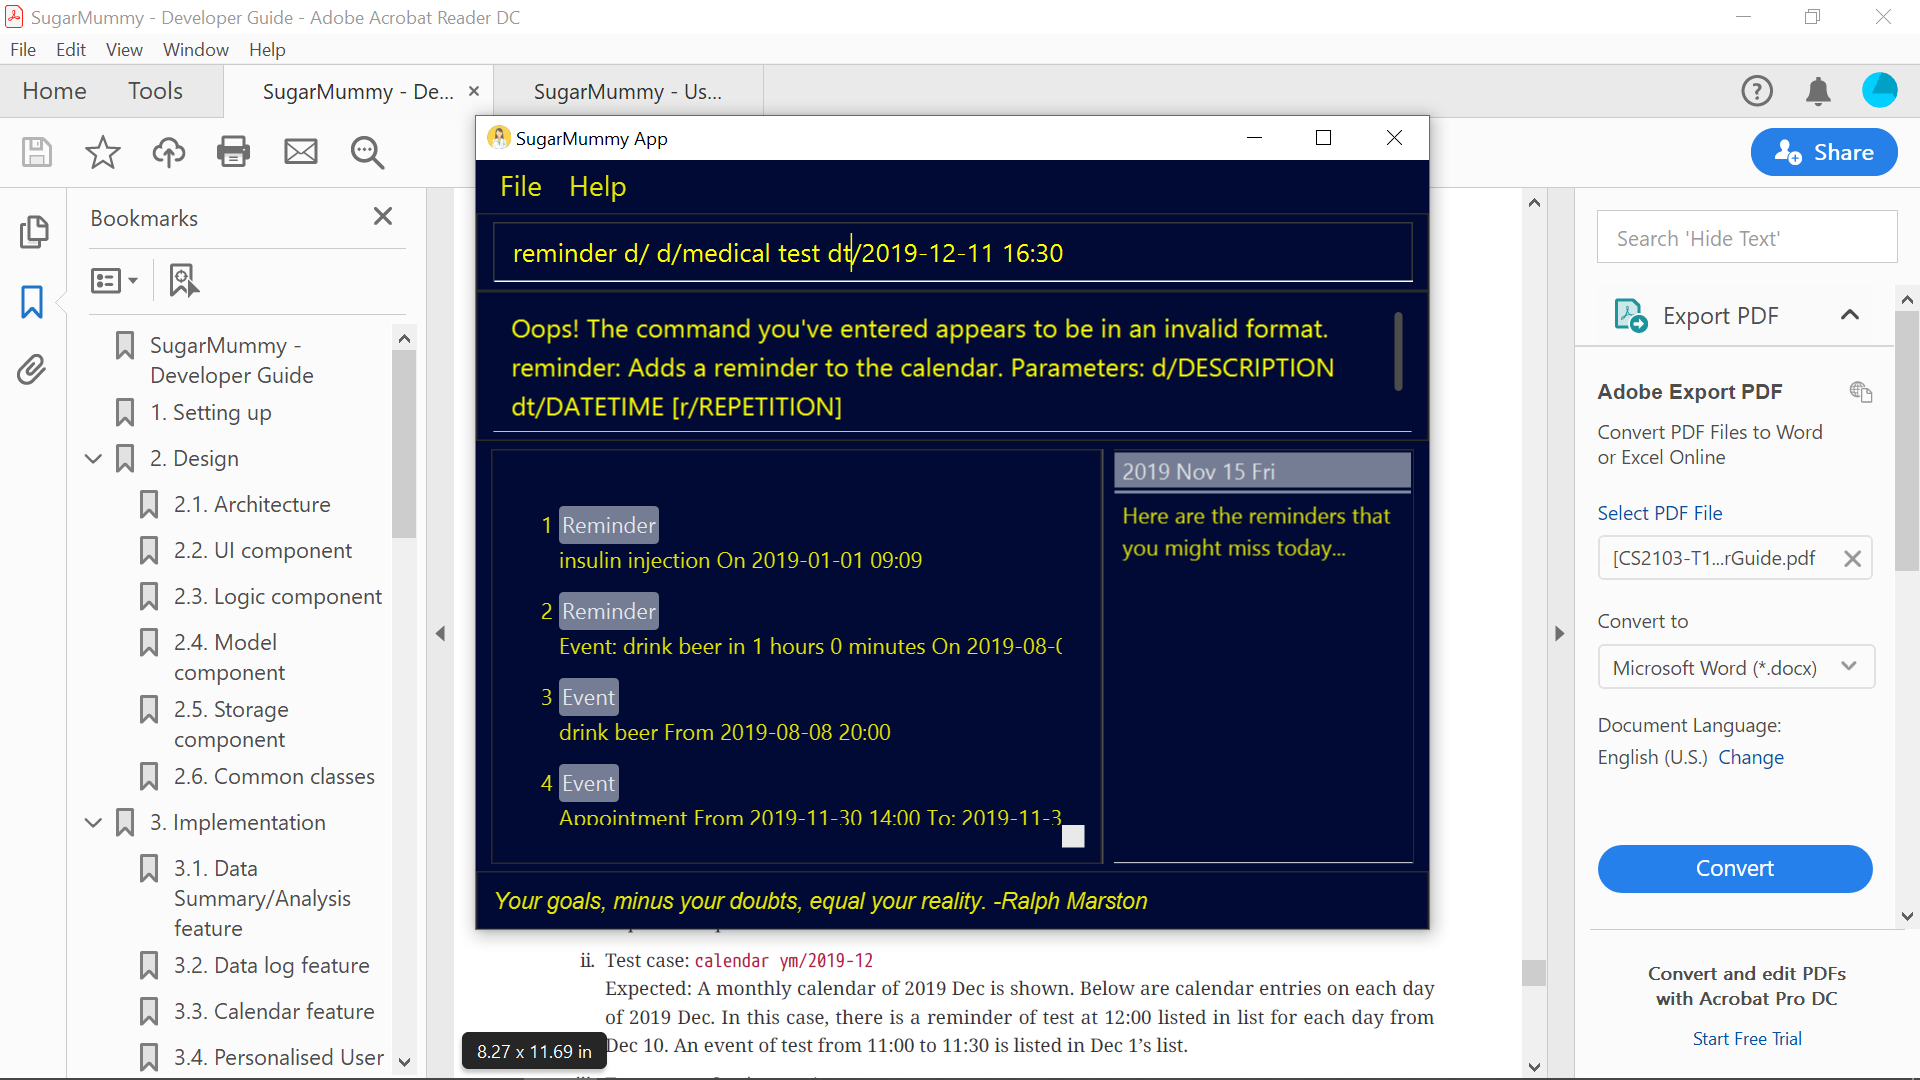 SugarMummy - Developer Guide - Adobe Acrobat Reader DC
File Edit View Window Help
Home Tools SugarMummy - De... SugarMummy - Us...
Share
Bookmarks
SugarMummy -
Developer Guide
1. Setting up
2. Design
2.1. Architecture
2.2. UI component
2.3. Logic component
2.4. Model
component
2.5. Storage
component
2.6. Common classes
3. Implementation
3.1. Data
Summary/Analysis
feature
3.2. Data log feature
3.3. Calendar feature
3.4. Personalised User
SugarMummy App
File Help
reminder d/ d/medical test dt/2019-12-11 16:30
Oops! The command you've entered appears to be in an invalid format.
reminder: Adds a reminder to the calendar. Parameters: d/DESCRIPTION
dt/DATETIME [r/REPETITION]
1 Reminder
insulin injection On 2019-01-01 09:09
2 Reminder
Event: drink beer in 1 hours 0 minutes On 2019-08-
3 Event
drink beer From 2019-08-08 20:00
4 Event
Appointment From 2019-11-30 14:00 To: 2019-11-3
2019 Nov 15 Fri
Here are the reminders that
you might miss today...
Your goals, minus your doubts, equal your reality. -Ralph Marston
ii. Test case: calendar ym/2019-12
Expected: A monthly calendar of 2019 Dec is shown. Below are calendar entries on each day
of 2019 Dec. In this case, there is a reminder of test at 12:00 listed in list for each day from
Dec 10. An event of test from 11:00 to 11:30 is listed in Dec 1’s list.
8.27 x 11.69 in
Search 'Hide Text'
Export PDF
Adobe Export PDF
Convert PDF Files to Word
or Excel Online
Select PDF File
[CS2103-T1...rGuide.pdf
Convert to
Microsoft Word (*.docx)
Document Language:
English (U.S.) Change
Convert
Convert and edit PDFs
with Acrobat Pro DC
Start Free Trial